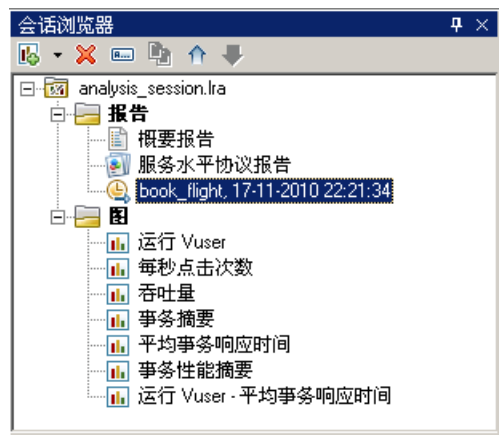 会话浏览器
analysis_session.lra
报告
概要报告
服务水平协议报告
book_flight, 17-11-2010 22:21:34
图
运行 Vuser
每秒点击次数
吞吐量
事务摘要
平均事务响应时间
事务性能摘要
运行 Vuser - 平均事务响应时间